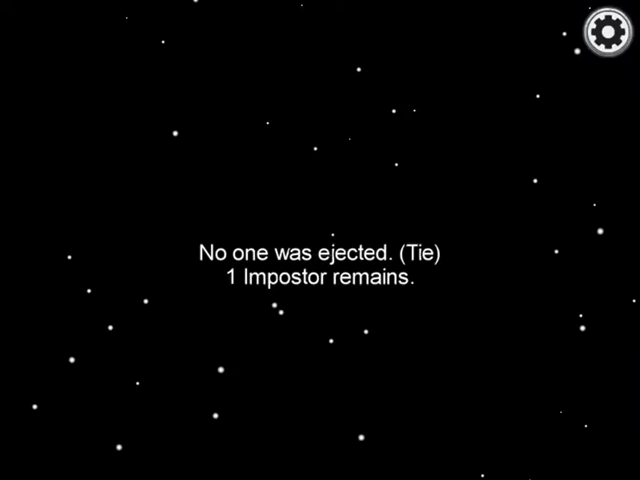 No one was ejected. (Tie)
1 Impostor remains.